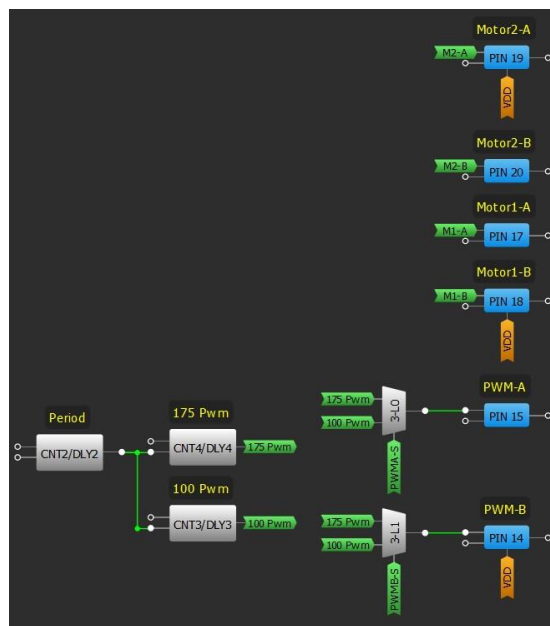 Motor2-A
M2-A
PIN 19
VDD
Motor2-B
M2-B
PIN 20
Motor1-A
M1-A
PIN 17
Motor1-B
M1-B
PIN 18
VDD
Period
CNT2/DLY2
175 Pwm
CNT4/DLY4
175 Pwm
100 Pwm
CNT3/DLY3
100 Pwm
175 Pwm
100 Pwm
3-L0
PWMA-S
PWM-A
PIN 15
175 Pwm
100 Pwm
3-L1
PWMB-S
PWM-B
PIN 14
VDD